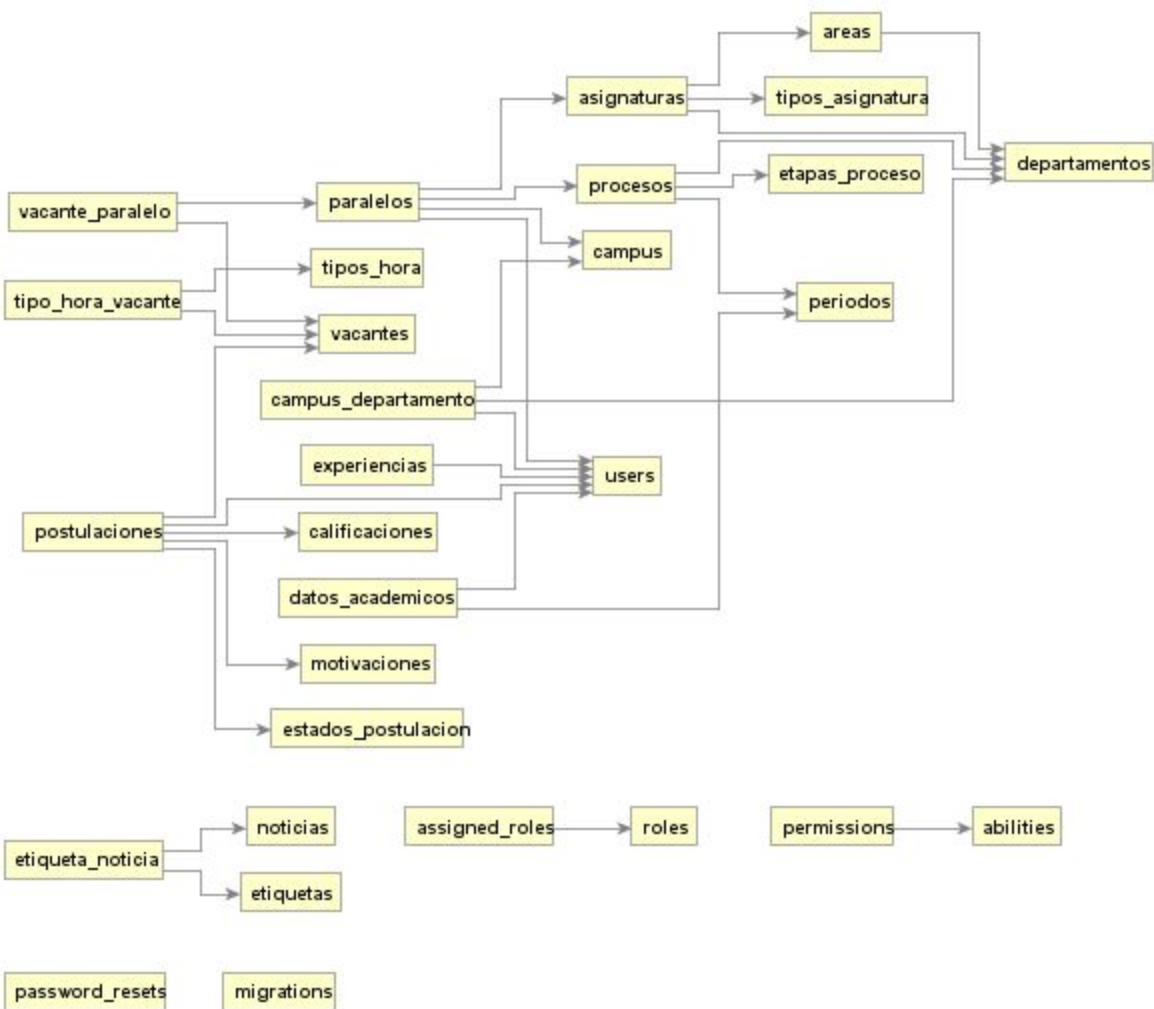 areas
asignaturas
tipos_asignatura
departamentos
procesos
etapas_proceso
vacante_paralelo
paralelos
campus
tipos_hora
tipo_hora_vacante
periodos
vacantes
campus_departamento
experiencias
users
postulaciones
calificaciones
datos_academicos
motivaciones
estados_postulacion
noticias
assigned_roles
roles
permissions
abilities
etiqueta_noticia
etiquetas
password_resets
migrations